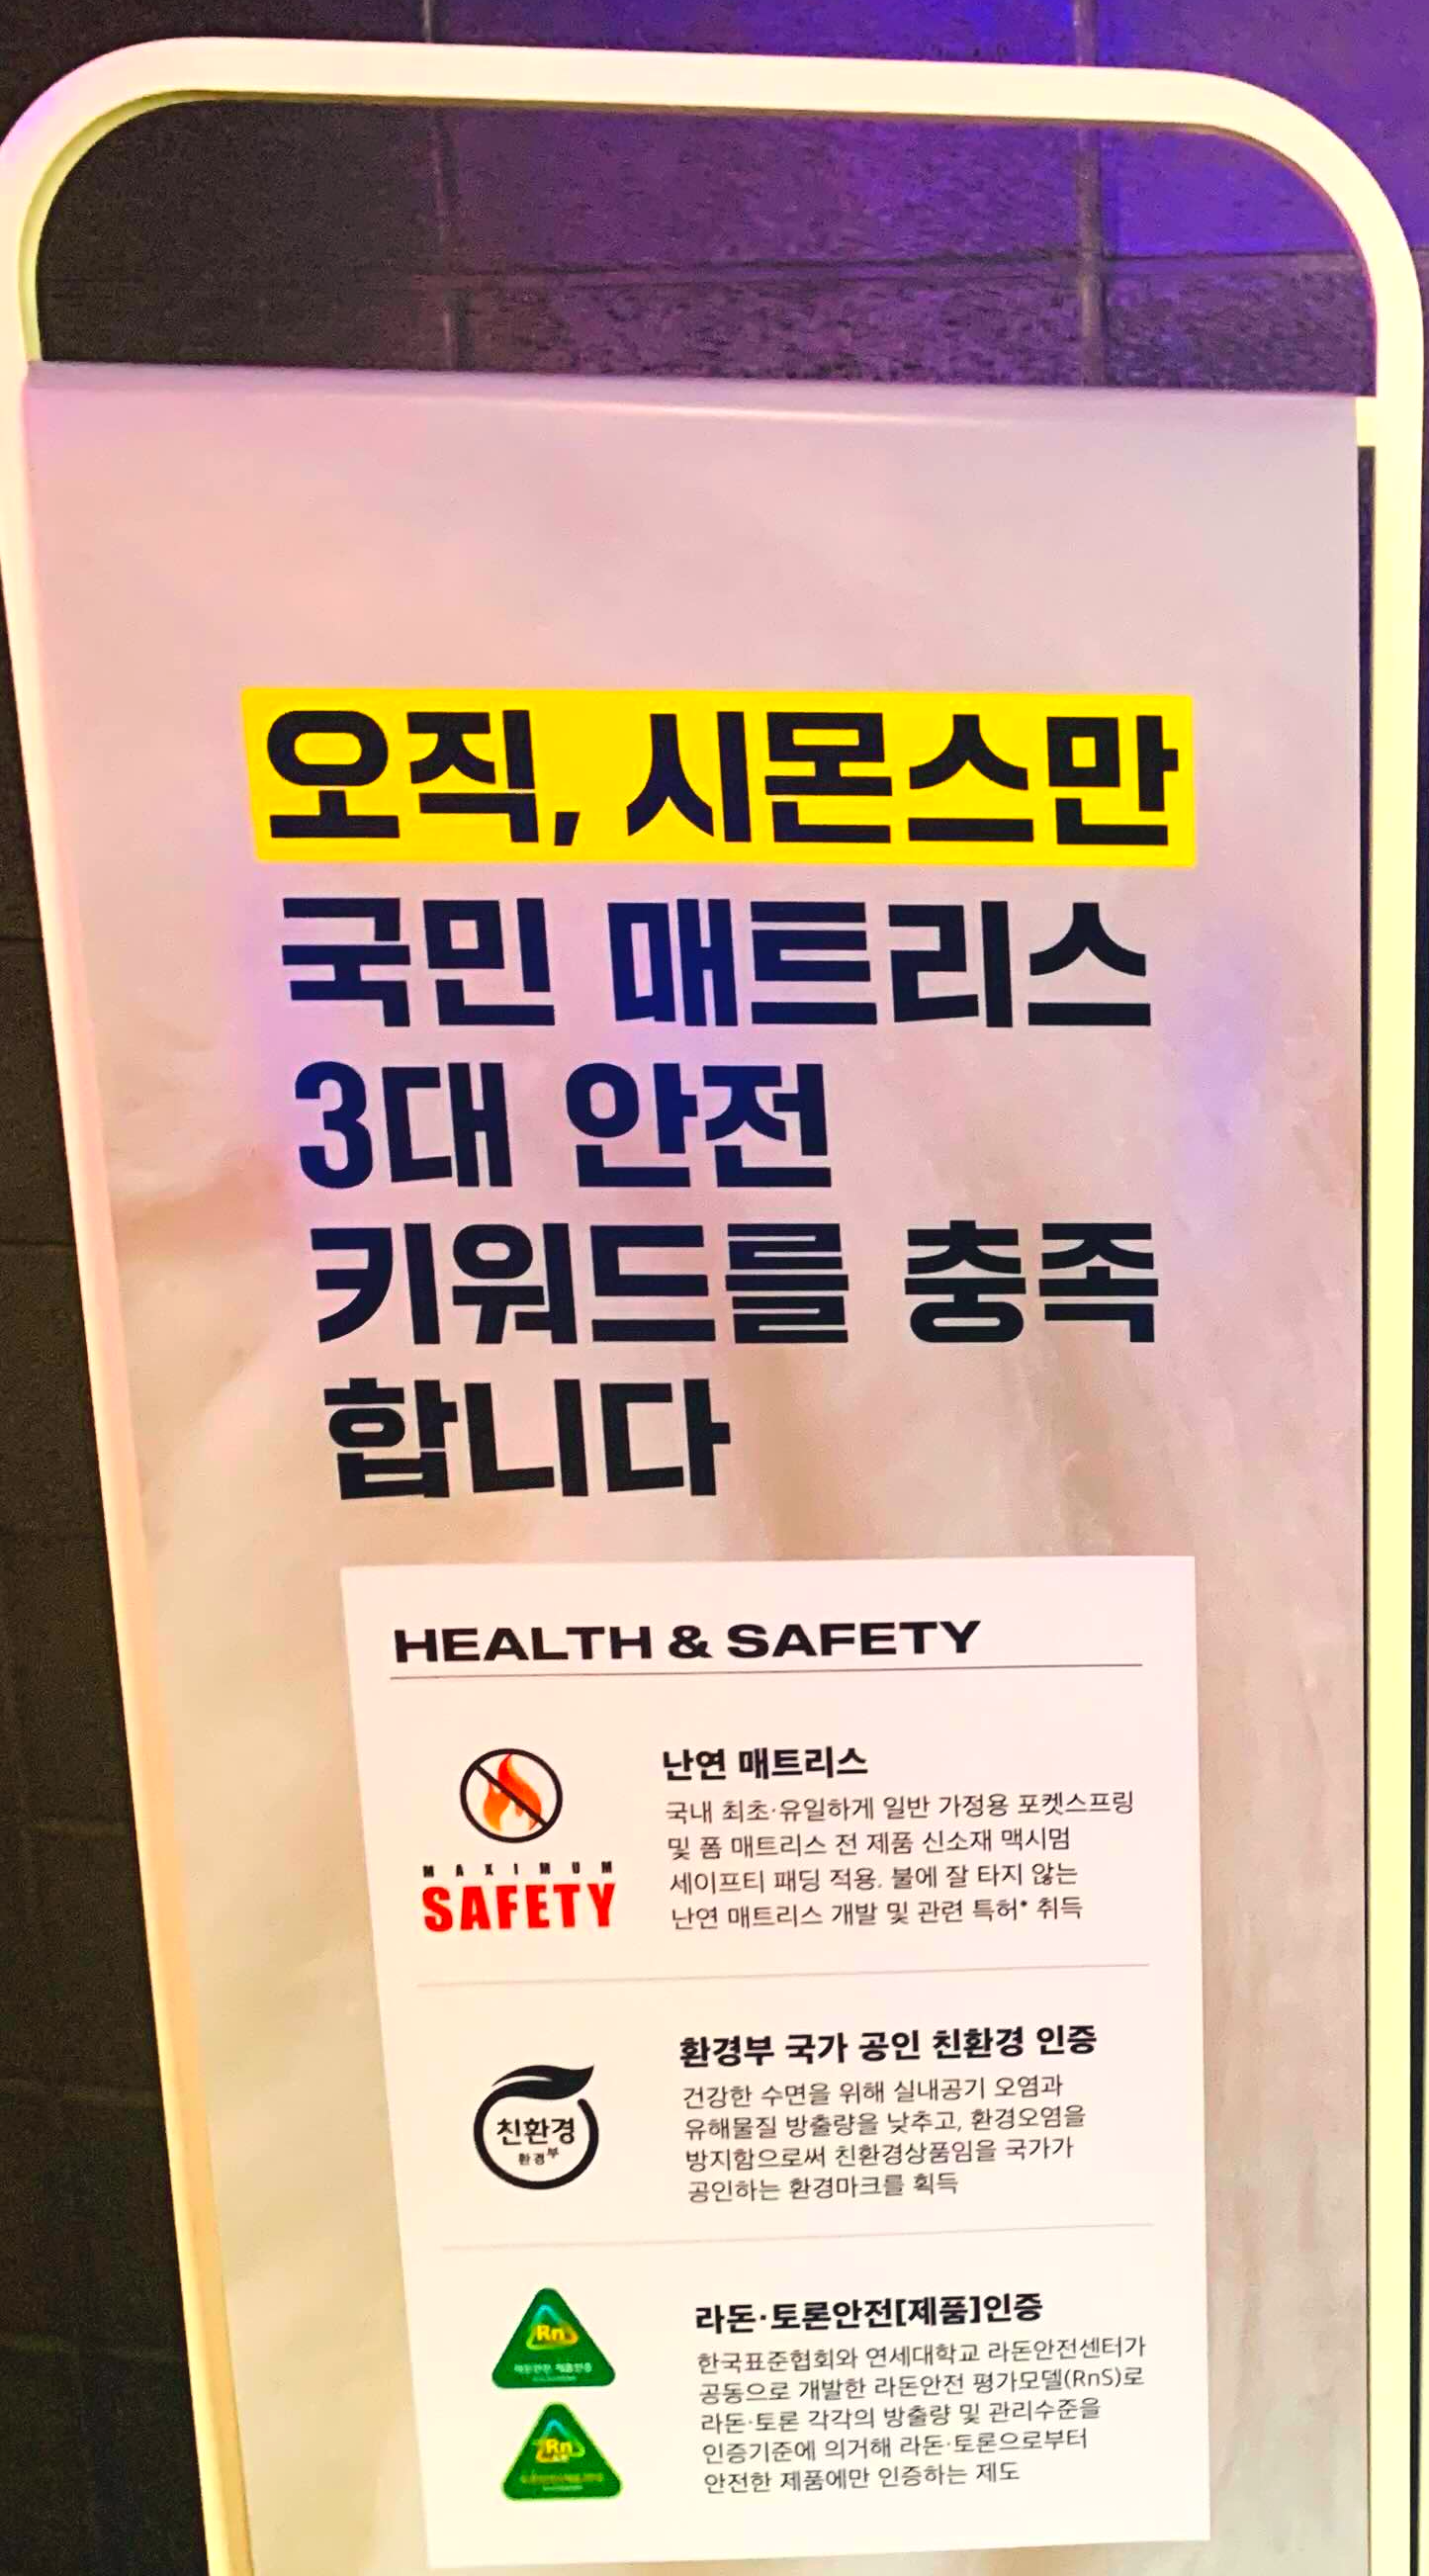 오직, 시몬스만
국민 매트리스
3대 안전
키워드를 충족
합니다
HEALTH & SAFETY
MAXIMUM
SAFETY
난연 매트리스
국내 최초·유일하게 일반 가정용 포켓스프링
및 폼 매트리스 전 제품 신소재 맥시멈
세이프티 패딩 적용. 불에 잘 타지 않는
난연 매트리스 개발 및 관련 특허* 취득
친환경
환경부
환경부 국가 공인 친환경 인증
건강한 수면을 위해 실내공기 오염과
유해물질 방출량을 낮추고, 환경오염을
방지함으로써 친환경상품임을 국가가
공인하는 환경마크를 획득
Rn
라돈안전 제품인증
Rn
라돈·토론안전[제품]인증
한국표준협회와 연세대학교 라돈안전센터가
공동으로 개발한 라돈안전 평가모델(RnS)로
라돈·토론 각각의 방출량 및 관리수준을
인증기준에 의거해 라돈·토론으로부터
안전한 제품에만 인증하는 제도